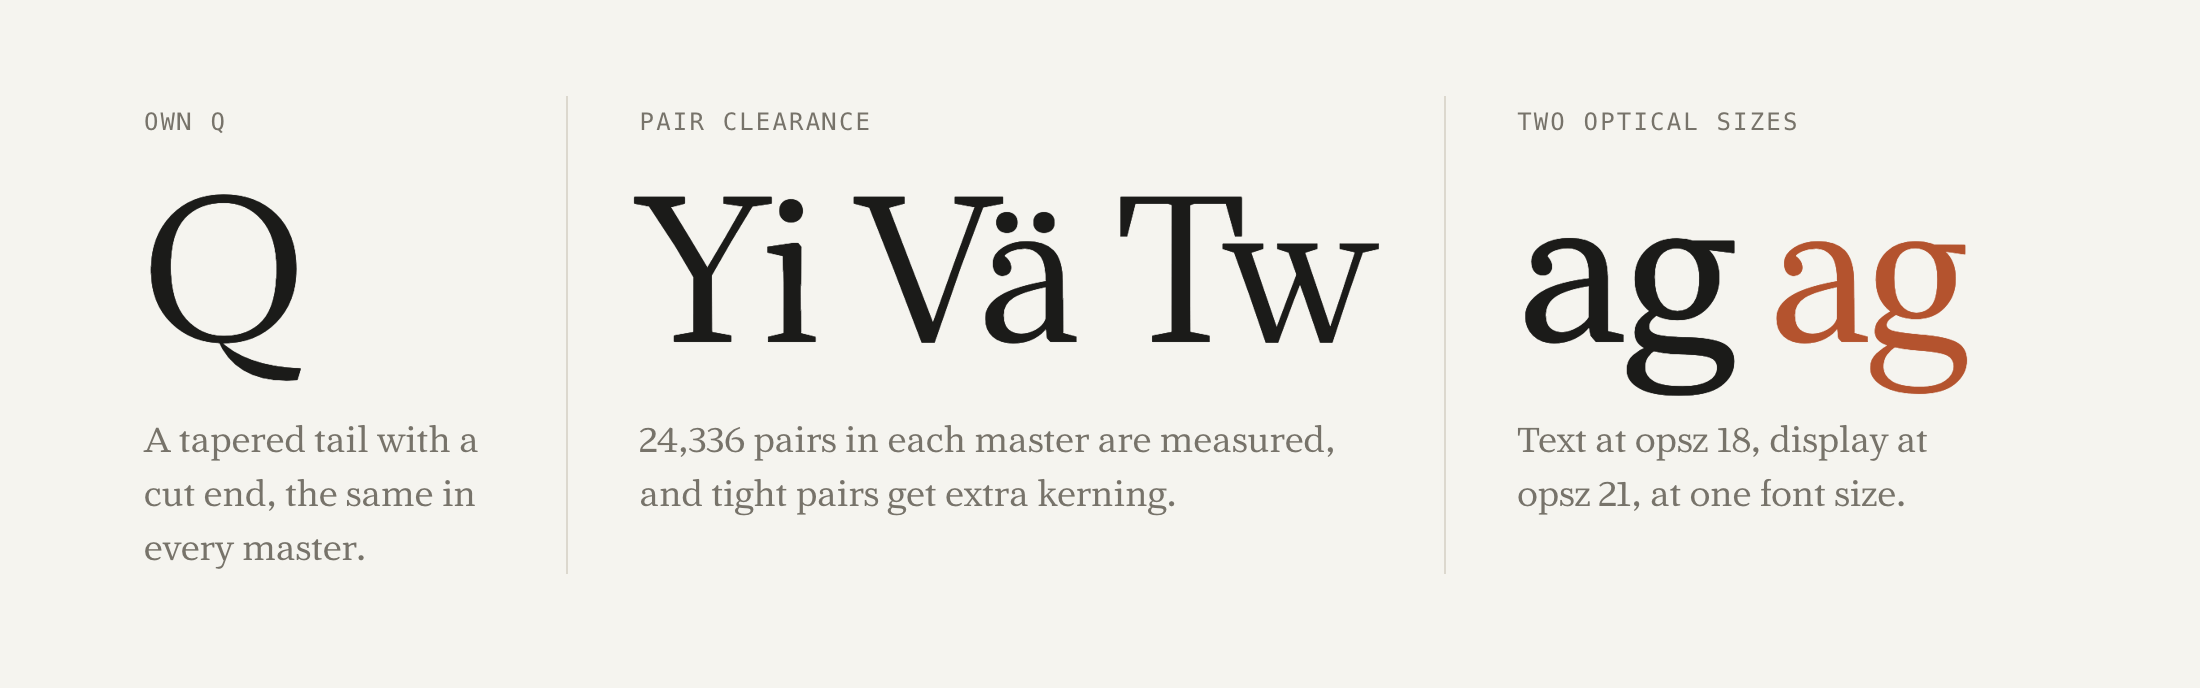 OWN Q
Q
A tapered tail with a
cut end, the same in
every master.
PAIR CLEARANCE
Yi Vä Tw
24,336 pairs in each master are measured,
and tight pairs get extra kerning.
TWO OPTICAL SIZES
ag ag
Text at opsz 18, display at
opsz 21, at one font size.